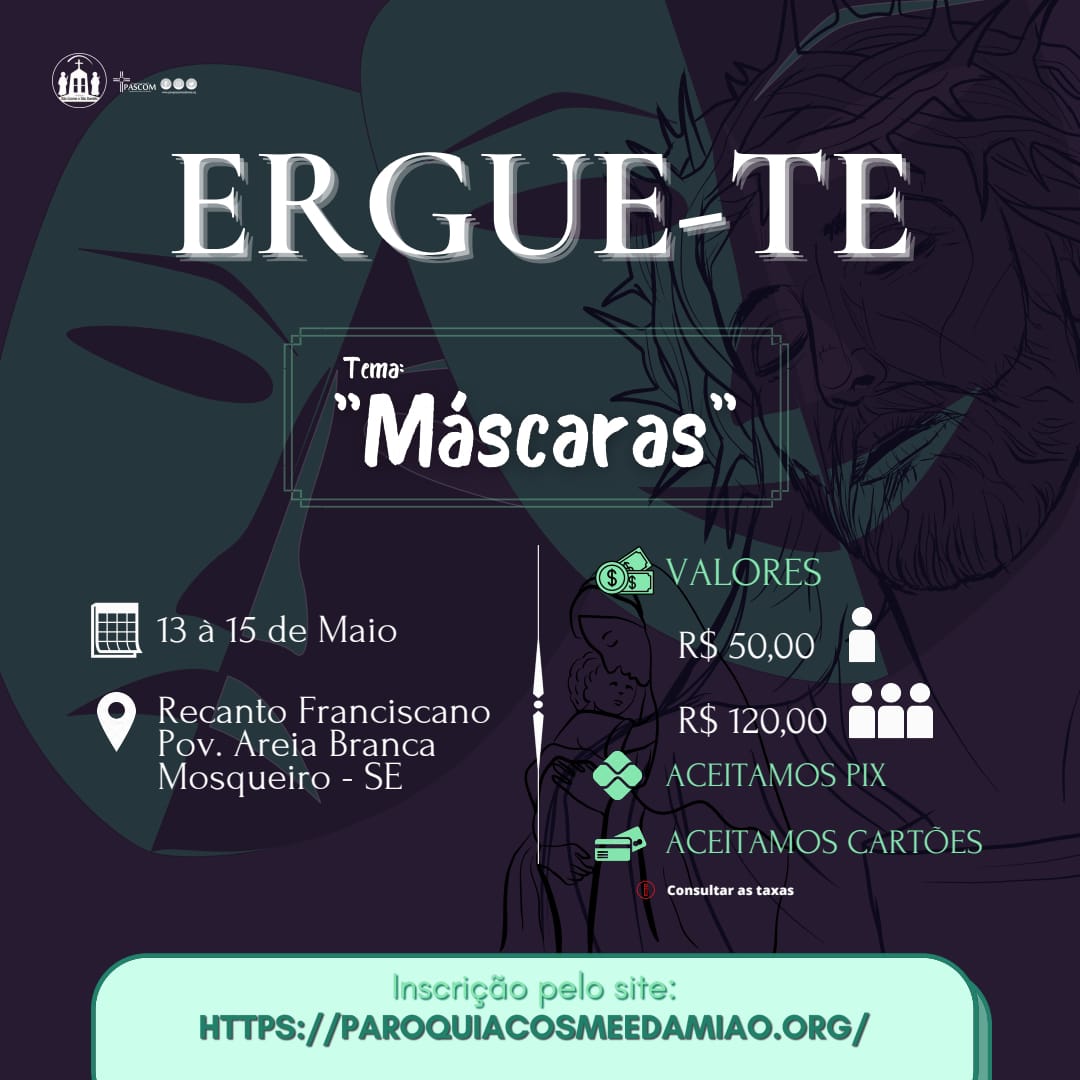 PASCOM
ERGUE-TE
Tema:
"Máscaras"
13 à 15 de Maio
Recanto Franciscano
Pov. Areia Branca
Mosqueiro - SE
VALORES
R$ 50,00
R$ 120,00
ACEITAMOS PIX
ACEITAMOS CARTÕES
Consultar as taxas
Inscrição pelo site:
HTTPS://PAROQUIACOSMEEDAMIAO.ORG/